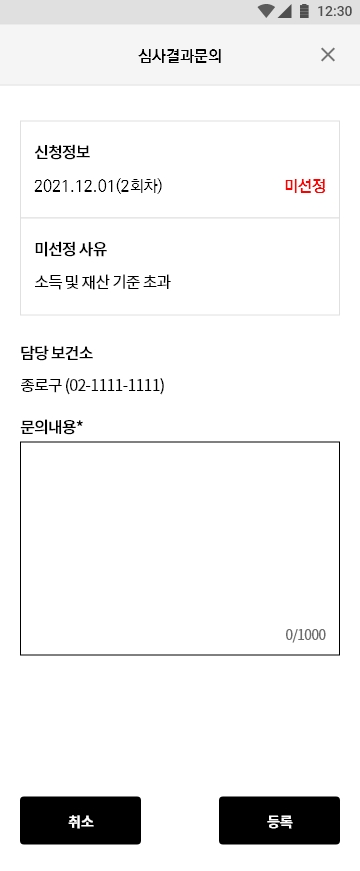 12:30
심사결과문의
신청정보
2021.12.01(2회차) 미선정
미선정 사유
소득 및 재산 기준 초과
담당 보건소
종로구 (02-1111-1111)
문의내용*
0/1000
취소 등록